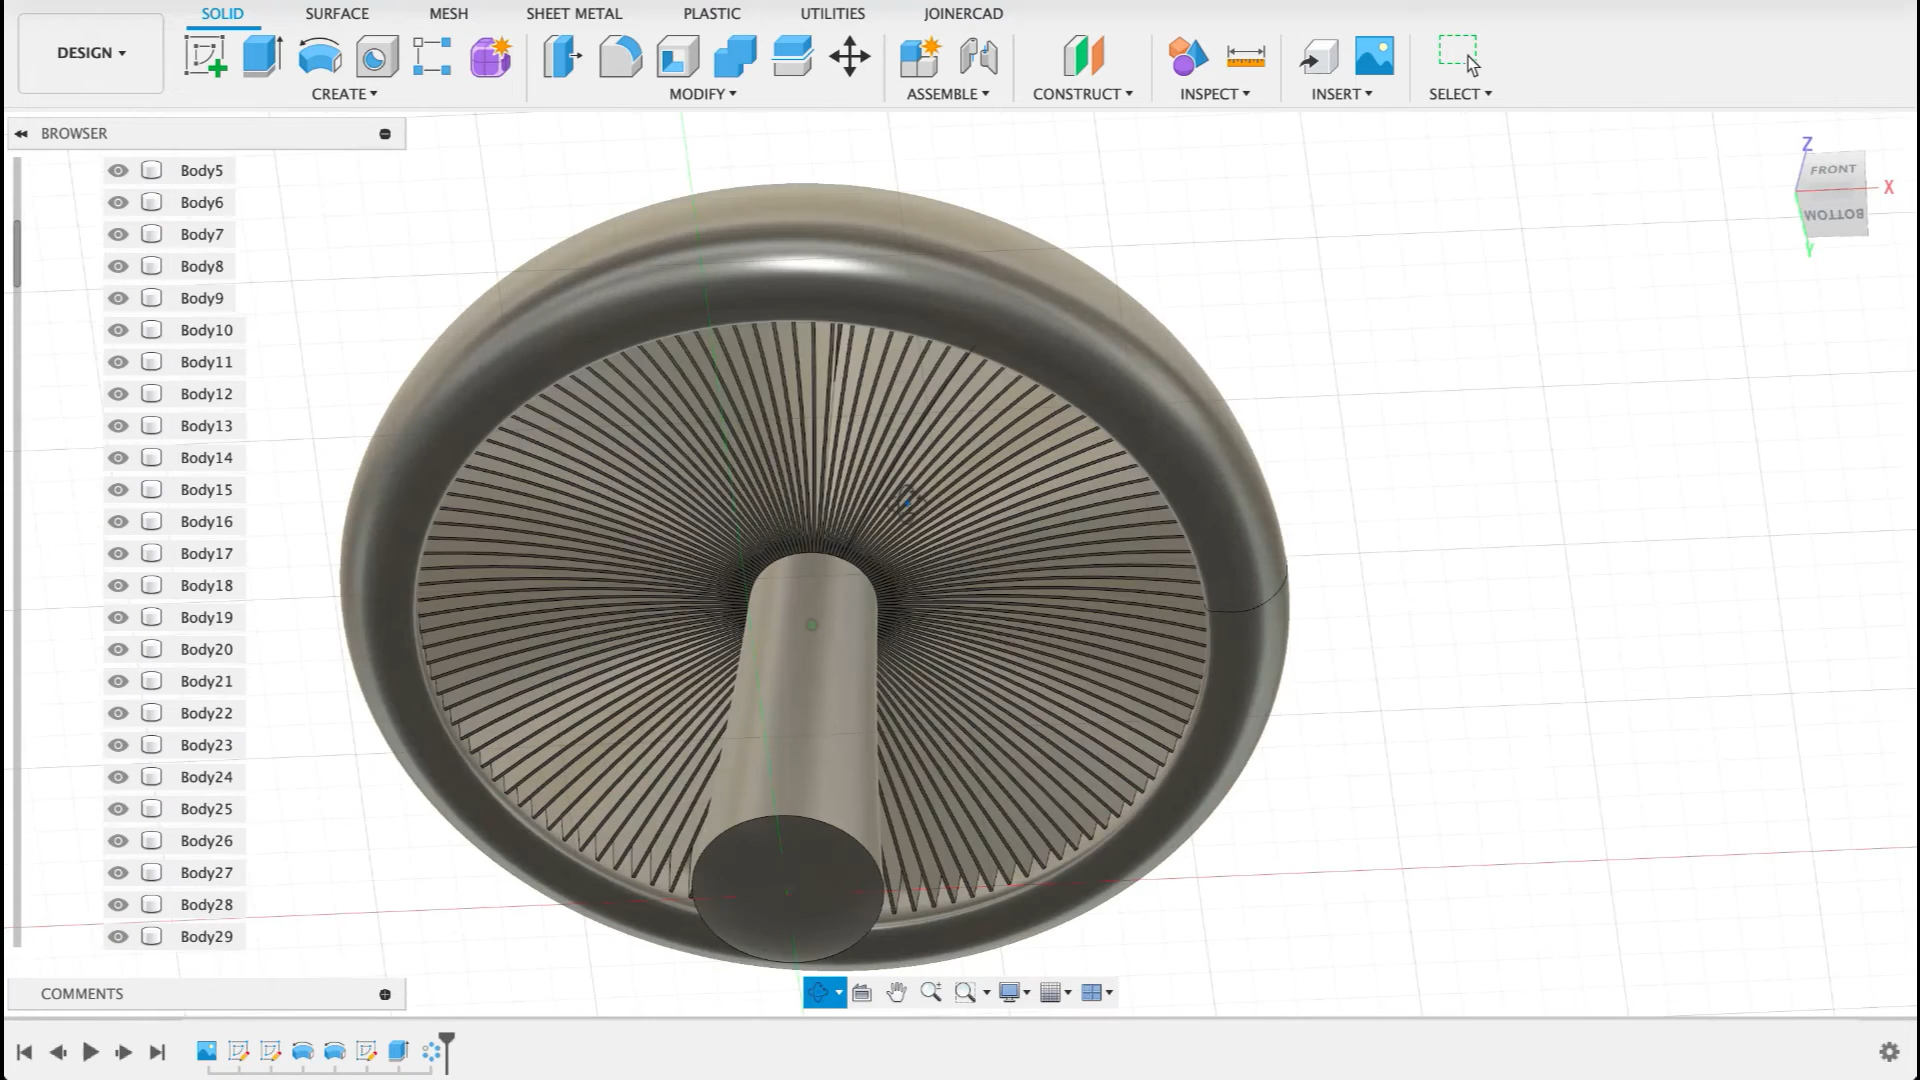 SOLID SURFACE MESH SHEET METAL PLASTIC UTILITIES JOINERCAD
DESIGN
CREATE MODIFY ASSEMBLE CONSTRUCT INSPECT INSERT SELECT
BROWSER
Body5
Body6
Body7
Body8
Body9
Body10
Body11
Body12
Body13
Body14
Body15
Body16
Body17
Body18
Body19
Body20
Body21
Body22
Body23
Body24
Body25
Body26
Body27
Body28
Body29
Z
FRONT
X
BOTTOM
Y
COMMENTS